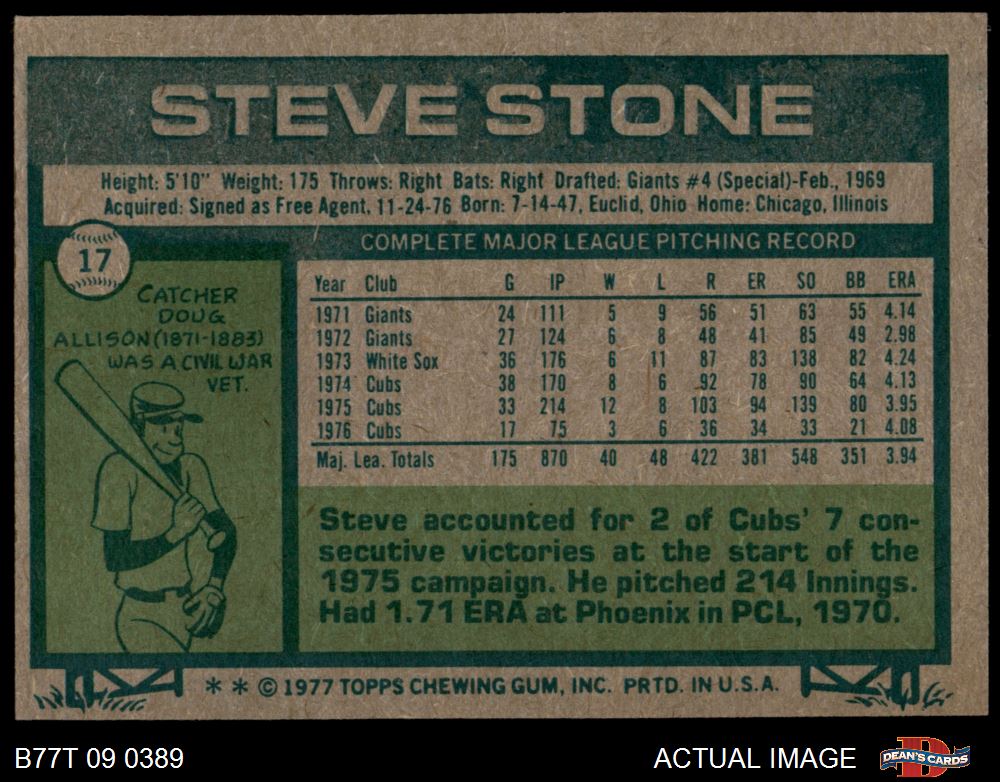 STEVE STONE
Height: 5'10" Weight: 175 Throws: Right Bats: Right Drafted: Giants #4 (Special)-Feb., 1969
Acquired: Signed as Free Agent, 11-24-76 Born: 7-14-47, Euclid, Ohio Home: Chicago, Illinois
17
CATCHER
DOUG
ALLISON (1871-1883)
WAS A CIVIL WAR
VET.
COMPLETE MAJOR LEAGUE PITCHING RECORD
Year Club G IP W L R ER SO BB ERA
1971 Giants 24 111 5 9 56 51 63 55 4.14
1972 Giants 27 124 6 8 48 41 85 49 2.98
1973 White Sox 36 176 6 11 87 83 138 82 4.24
1974 Cubs 38 170 8 6 92 78 90 64 4.13
1975 Cubs 33 214 12 8 103 94 139 80 3.95
1976 Cubs 17 75 3 6 36 34 33 21 4.08
Maj. Lea. Totals 175 870 40 48 422 381 548 351 3.94
Steve accounted for 2 of Cubs' 7 con-
secutive victories at the start of the
1975 campaign. He pitched 214 Innings.
Had 1.71 ERA at Phoenix in PCL, 1970.
* * © 1977 TOPPS CHEWING GUM, INC. PRTD. IN U.S.A.
B77T 09 0389
ACTUAL IMAGE
DEAN'S CARDS